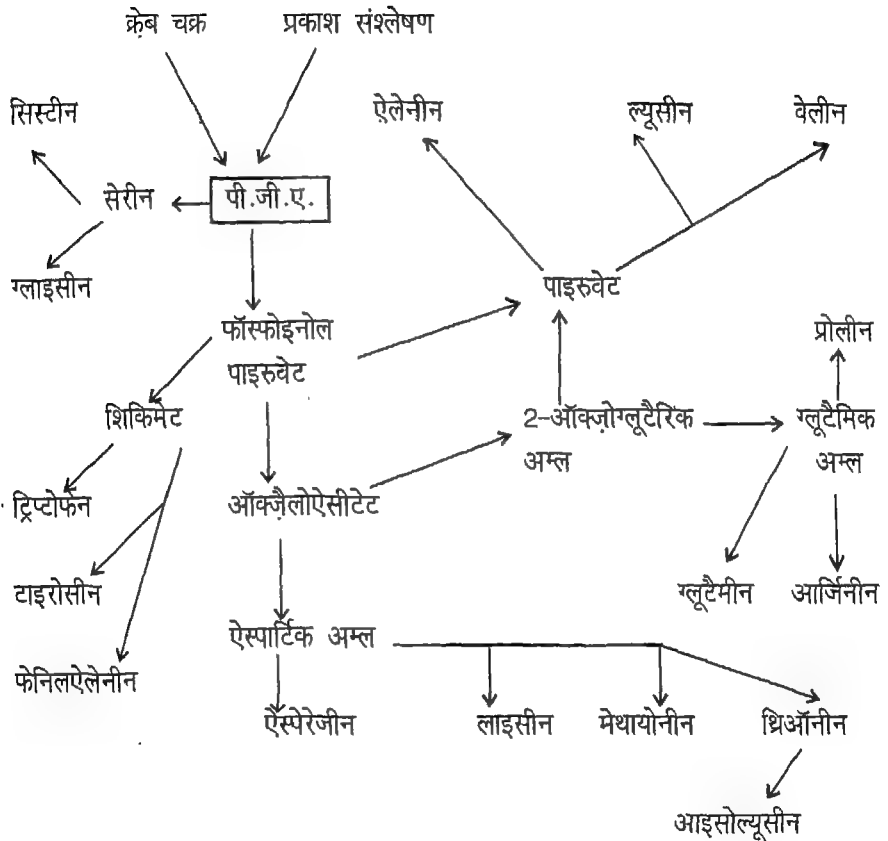 क्रेब चक्र
प्रकाश संश्लेषण
सिस्टीन
ऐलेनीन
ल्यूसीन
वेलीन
सेरीन
पी.जी.ए.
ग्लाइसीन
पाइरुवेट
फॉस्फोइनोल
पाइरुवेट
प्रोलीन
शिकिमेट
2-ऑक्ज़ोग्लूटैरिक
अम्ल
ग्लूटैमिक
अम्ल
ट्रिप्टोफेन
ऑक्ज़ैलोऐसीटेट
टाइरोसीन
ग्लूटैमीन
आर्जिनीन
ऐस्पार्टिक अम्ल
फेनिलऐलेनीन
ऐस्पेरेजीन
लाइसीन
मेथायोनीन
थ्रिऑनीन
आइसोल्यूसीन